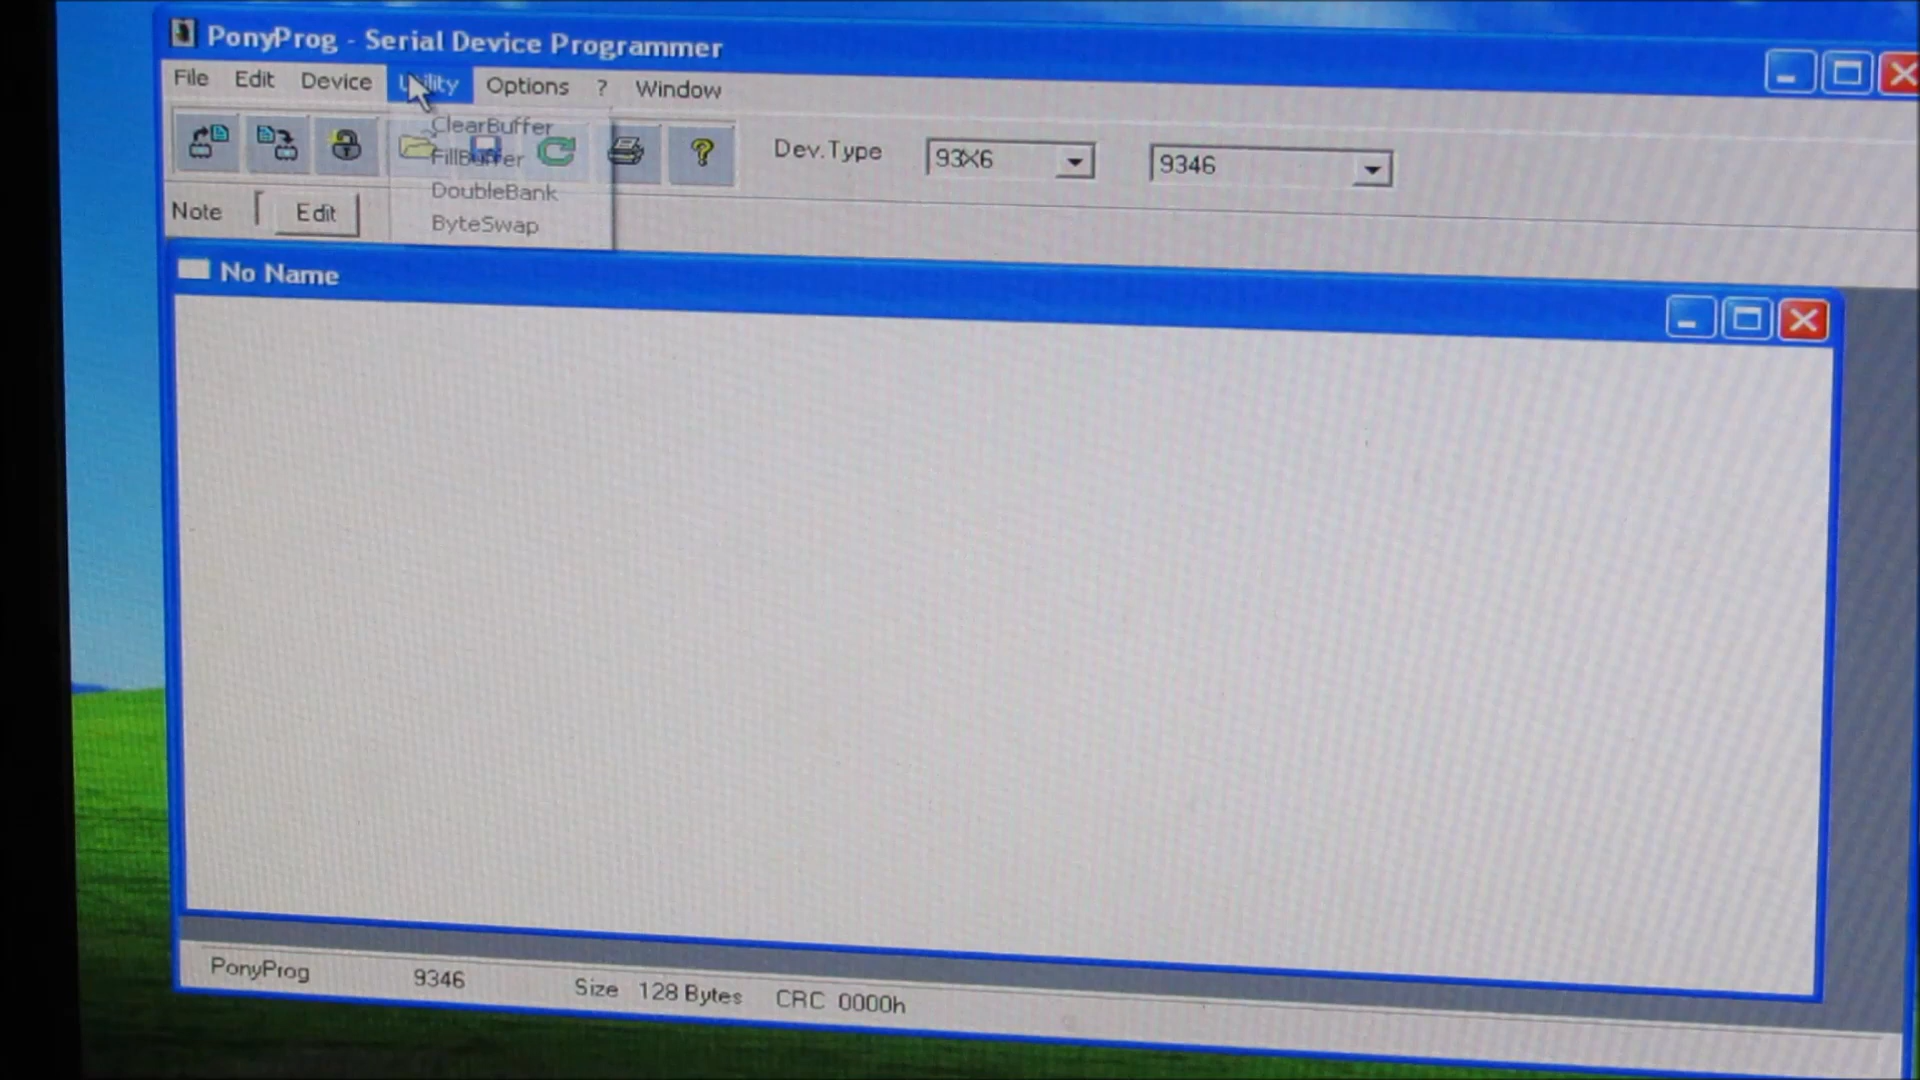 PonyProg - Serial Device Programmer
File Edit Device Utility Options ? Window
ClearBuffer
FillBuffer
DoubleBank
ByteSwap
Dev.Type 93X6 9346
Note Edit
No Name
PonyProg 9346 Size 128 Bytes CRC 0000h